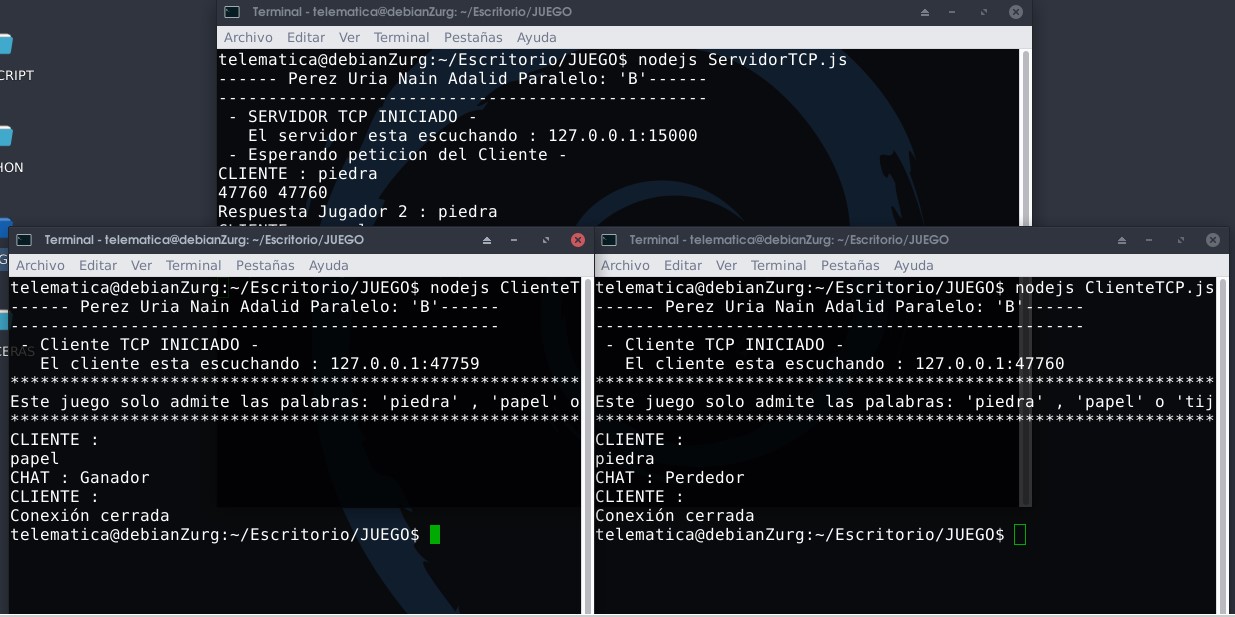 Terminal - telematica@debianZurg: ~/Escritorio/JUEGO
Archivo Editar Ver Terminal Pestañas Ayuda
CRIPT
HON
telematica@debianZurg:~/Escritorio/JUEGO$ nodejs ServidorTCP.js
------ Perez Uria Nain Adalid Paralelo: 'B'------
-------------------------------------------------
- SERVIDOR TCP INICIADO -
El servidor esta escuchando : 127.0.0.1:15000
- Esperando peticion del Cliente -
CLIENTE : piedra
47760 47760
Respuesta Jugador 2 : piedra
Terminal - telematica@debianZurg: ~/Escritorio/JUEGO
Archivo Editar Ver Terminal Pestañas Ayuda
telematica@debianZurg:~/Escritorio/JUEGO$ nodejs ClienteT
------ Perez Uria Nain Adalid Paralelo: 'B'------
-------------------------------------------------
- Cliente TCP INICIADO -
El cliente esta escuchando : 127.0.0.1:47759
*********************************************************
Este juego solo admite las palabras: 'piedra' , 'papel' o
*********************************************************
CLIENTE :
papel
CHAT : Ganador
CLIENTE :
Conexión cerrada
telematica@debianZurg:~/Escritorio/JUEGO$
Terminal - telematica@debianZurg: ~/Escritorio/JUEGO
Archivo Editar Ver Terminal Pestañas Ayuda
telematica@debianZurg:~/Escritorio/JUEGO$ nodejs ClienteTCP.js
------ Perez Uria Nain Adalid Paralelo: 'B'------
-------------------------------------------------
- Cliente TCP INICIADO -
El cliente esta escuchando : 127.0.0.1:47760
**************************************************************
Este juego solo admite las palabras: 'piedra' , 'papel' o 'tij
**************************************************************
CLIENTE :
piedra
CHAT : Perdedor
CLIENTE :
Conexión cerrada
telematica@debianZurg:~/Escritorio/JUEGO$